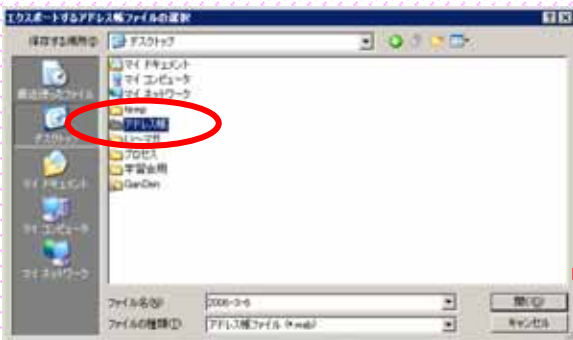 エクスポートするアドレス帳ファイルの選択
保存する場所(I):
デスクトップ
最近使ったファイル
デスクトップ
マイ ドキュメント
マイ コンピュータ
マイ ネットワーク
マイ ドキュメント
マイ コンピュータ
マイ ネットワーク
temp
アドレス帳
プロセス
学習会用
GanDen
ファイル名(N):
2006-3-6
開く(O)
ファイルの種類(T):
アドレス帳ファイル (*.wab)
キャンセル